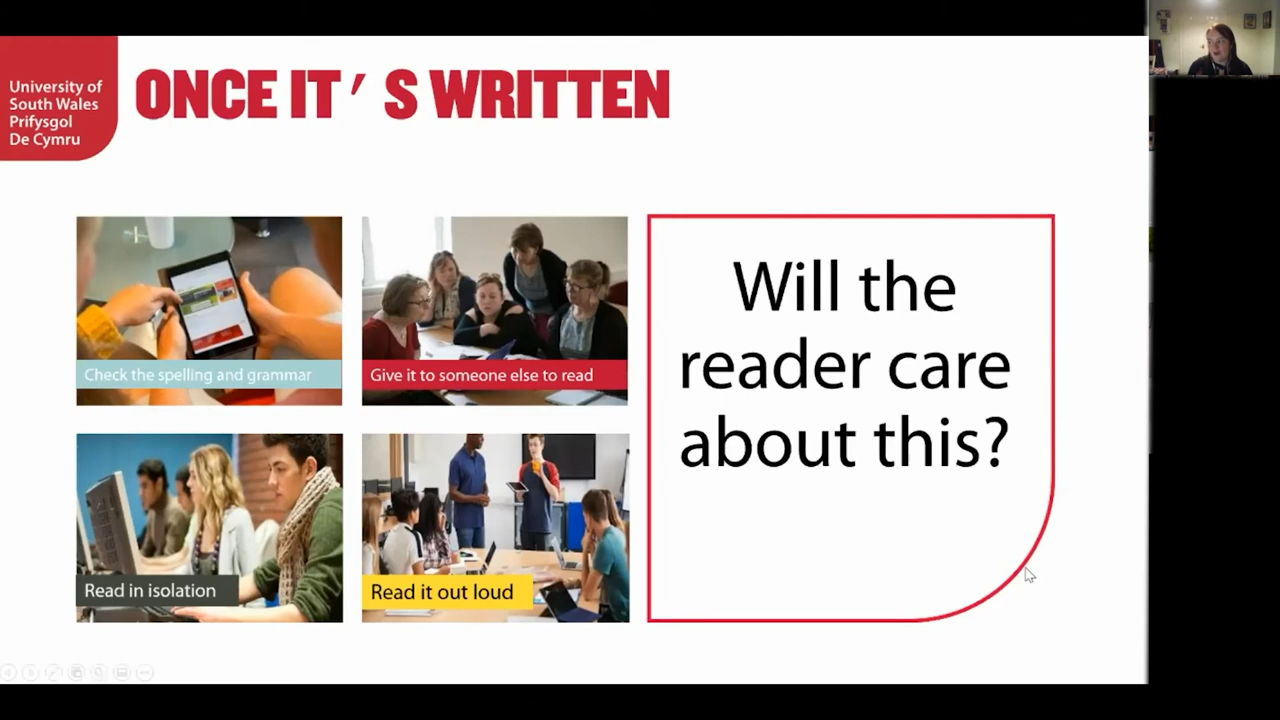 University of
South Wales
Prifysgol
De Cymru
ONCE IT' S WRITTEN
Check the spelling and grammar
Give it to someone else to read
Read in isolation
Read it out loud
Will the
reader care
about this?